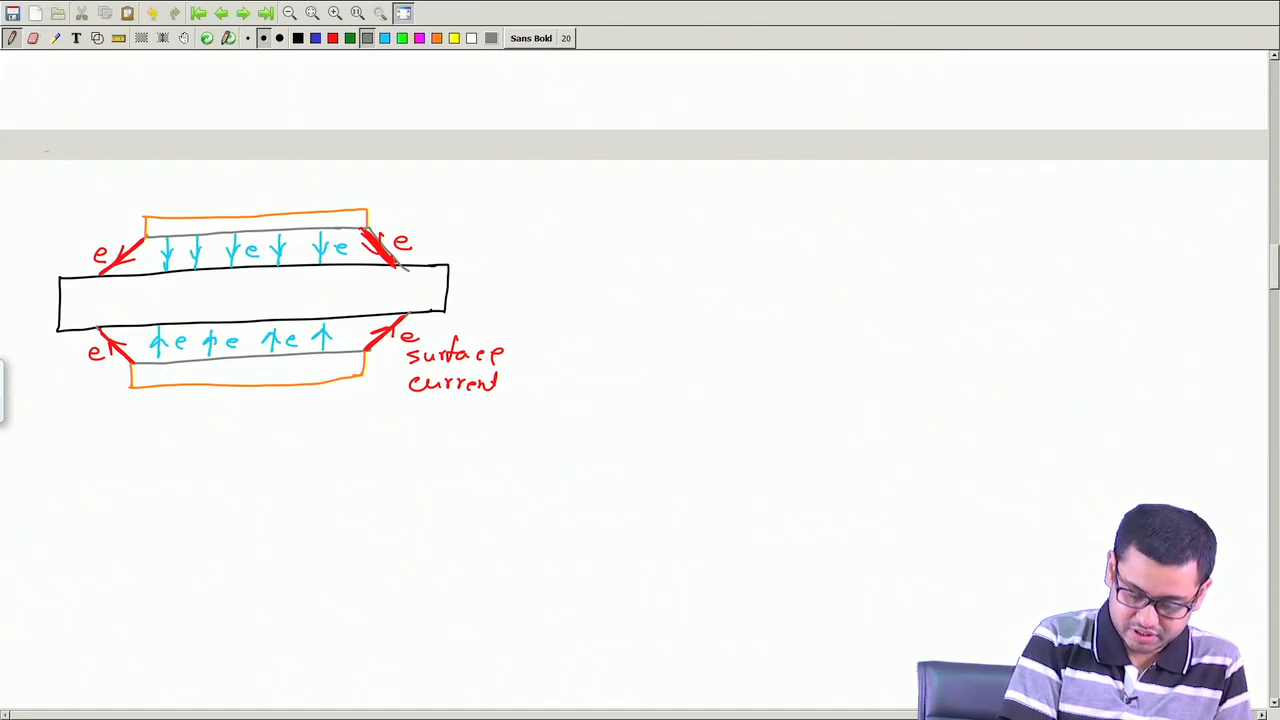 Sans Bold 20
e e
e e
e e e e e
surface
current